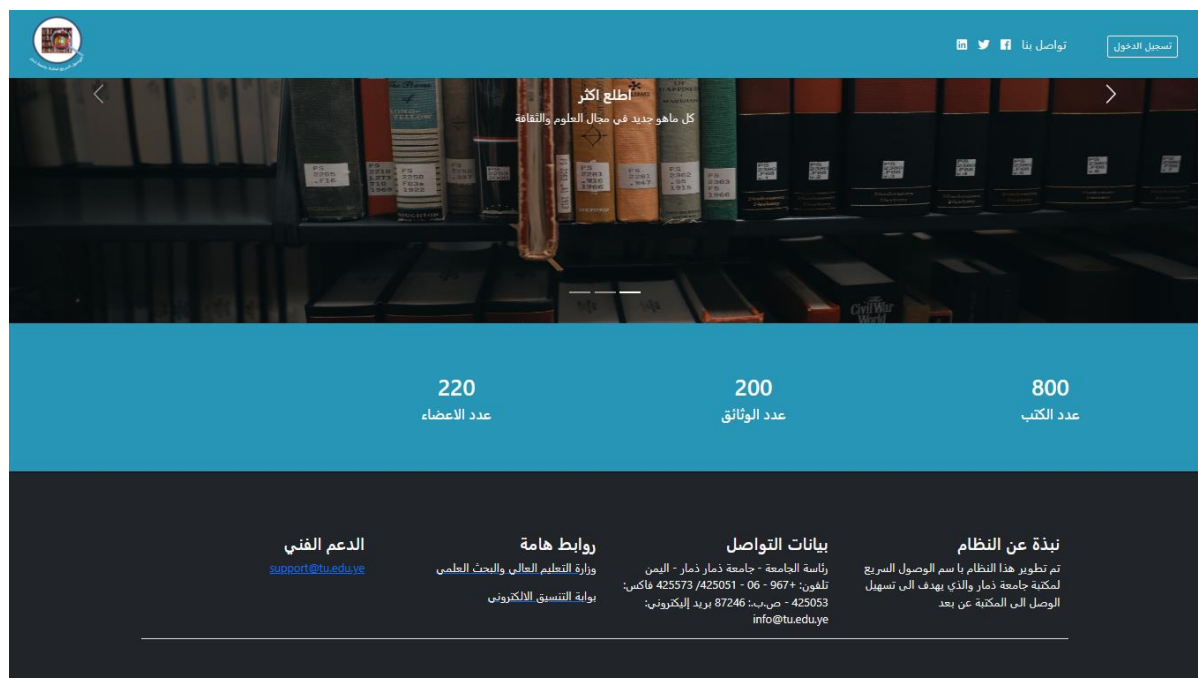 تسجيل الدخول
تواصل بنا
اطلع اكثر
كل ماهو جديد في مجال العلوم والثقافة
800
عدد الكتب
200
عدد الوثائق
220
عدد الاعضاء
نبذة عن النظام
تم تطوير هذا النظام با سم الوصول السريع
لمكتبة جامعة ذمار والذي يهدف الى تسهيل
الوصل الى المكتبة عن بعد
بيانات التواصل
رئاسة الجامعة - جامعة ذمار ذمار - اليمن
تلفون: +967 - 06 - 425051/ 425573 فاكس:
425053 - ص.ب.: 87246 بريد إليكتروني:
info@tu.edu.ye
روابط هامة
وزارة التعليم العالي والبحث العلمي
بوابة التنسيق الالكتروني
الدعم الفني
support@tu.edu.ye